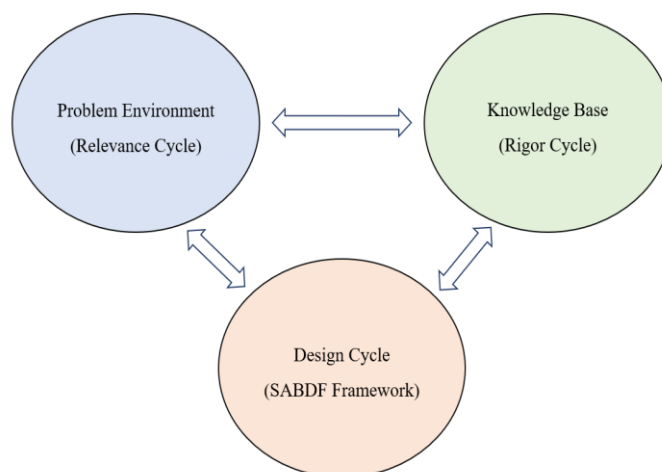 Problem Environment
(Relevance Cycle)
Knowledge Base
(Rigor Cycle)
Design Cycle
(SABDF Framework)